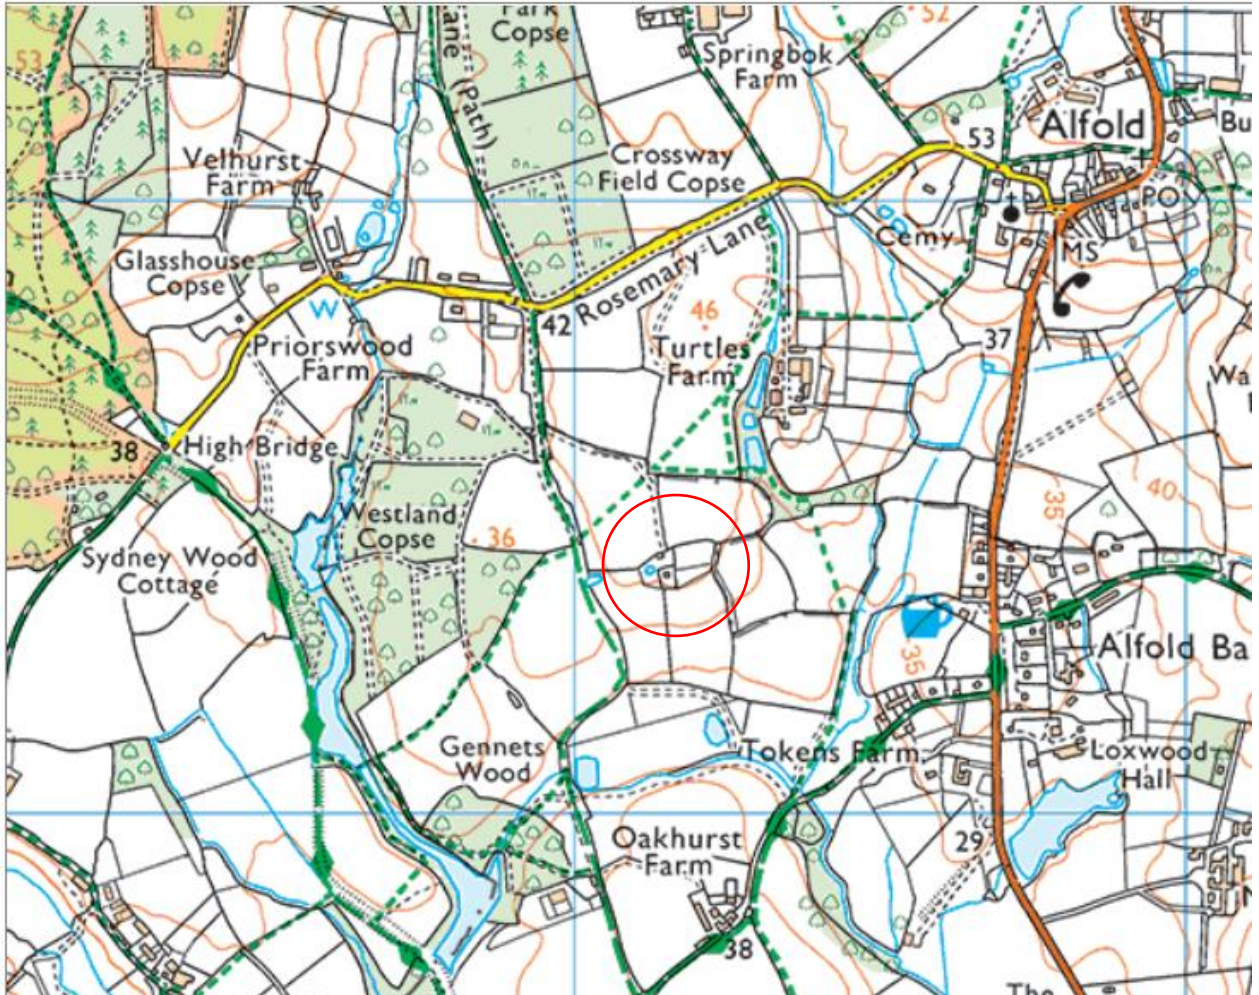 Park
Copse
52
Springbok
Farm
53
Lane (Path)
Alfold
Bu
53
Velhurst
Farm
Crossway
Field Copse
PO
Cemy
MS
Glasshouse
Copse
Rosemary Lane
W
42
46
37
Priorswood
Farm
Turtles
Farm
Wa
38
High Bridge
Westland
Copse
36
35
40
Sydney Wood
Cottage
35
Alfold Ba
Gennets
Wood
Tokens Farm
Loxwood
Hall
Oakhurst
Farm
29
38
The